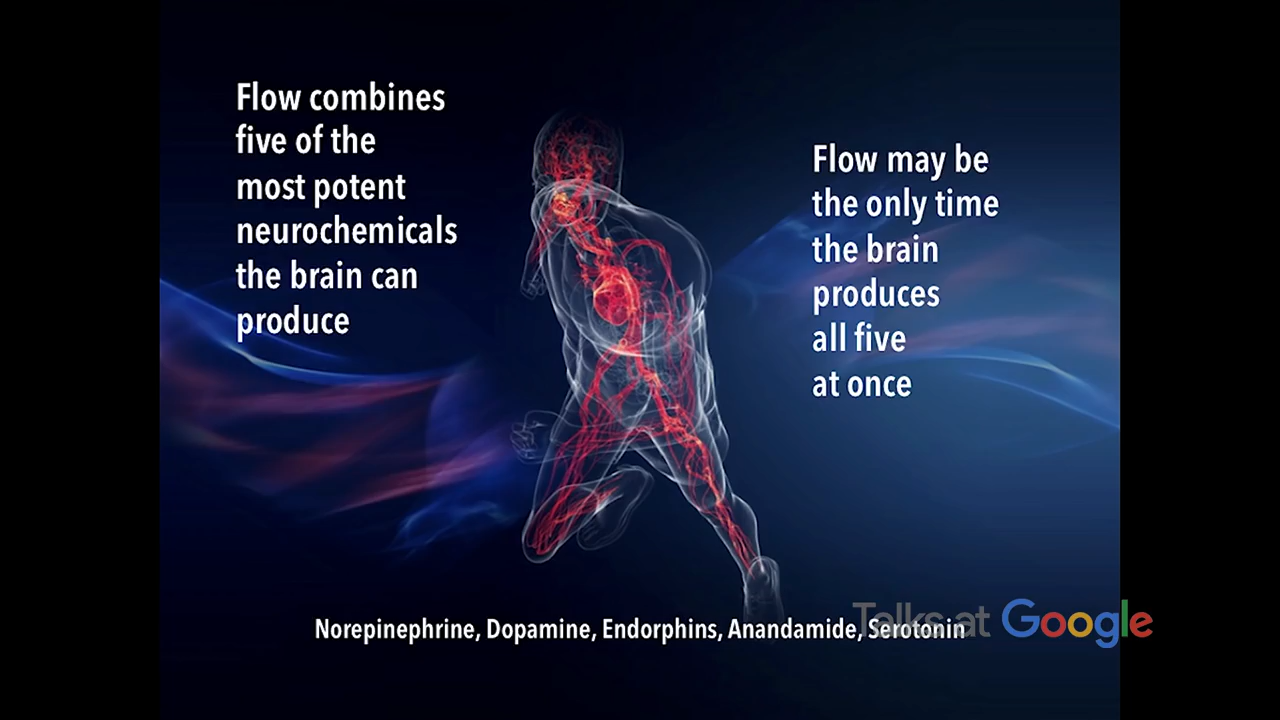 Flow combines
five of the
most potent
neurochemicals
the brain can
produce
Flow may be
the only time
the brain
produces
all five
at once
Norepinephrine, Dopamine, Endorphins, Anandamide, Serotonin
Talks at Google